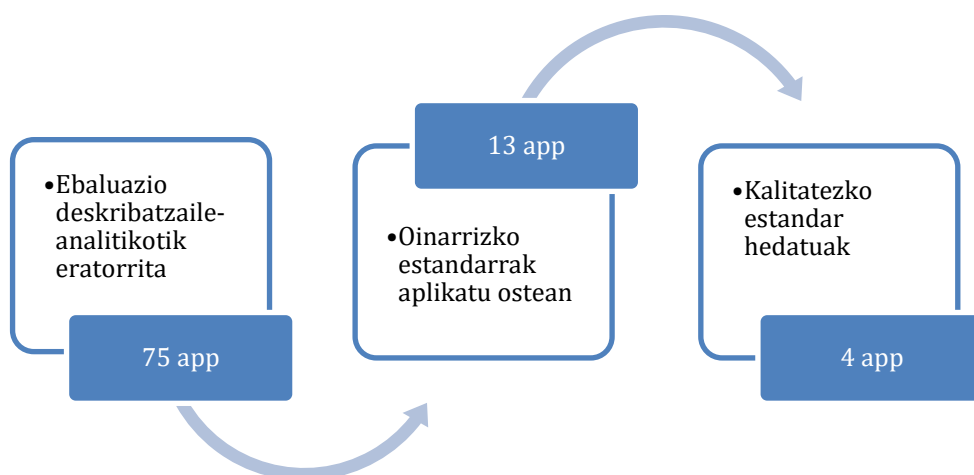 •Ebaluazio
deskribatzaile-
analitikotik
eratorrita
75 app
13 app
•Oinarrizko
estandarrak
aplikatu ostean
•Kalitatezko
estandar
hedatuak
4 app